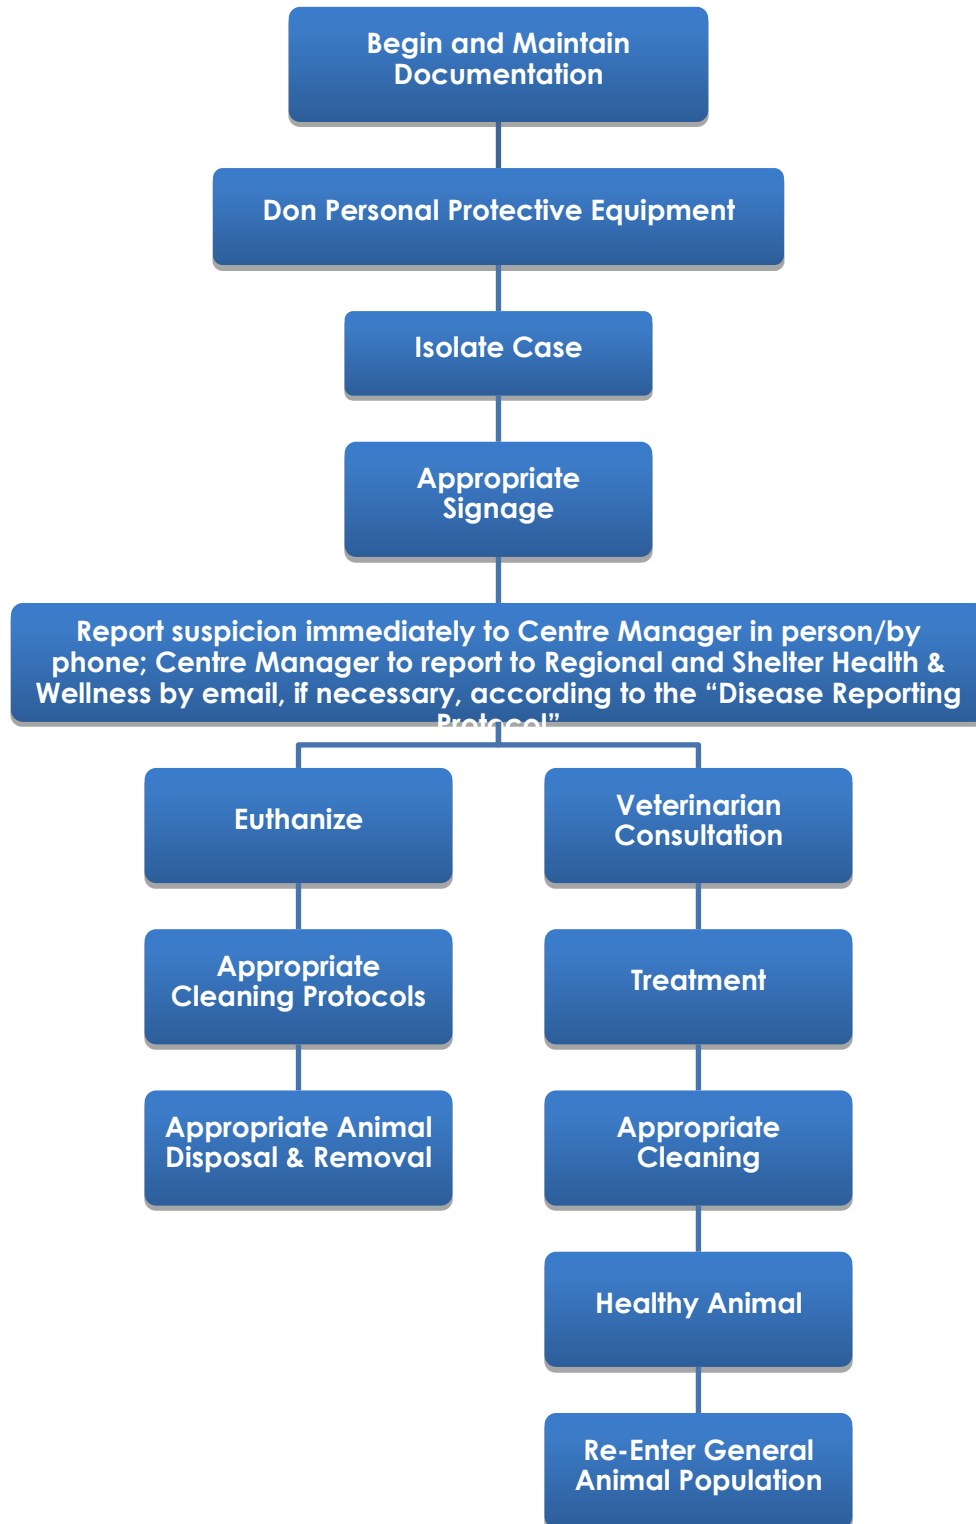 Begin and Maintain
Documentation
Don Personal Protective Equipment
Isolate Case
Appropriate
Signage
Report suspicion immediately to Centre Manager in person/by
phone; Centre Manager to report to Regional and Shelter Health &
Wellness by email, if necessary, according to the “Disease Reporting
Protocol”
Euthanize
Appropriate
Cleaning Protocols
Appropriate Animal
Disposal & Removal
Veterinarian
Consultation
Treatment
Appropriate
Cleaning
Healthy Animal
Re-Enter General
Animal Population